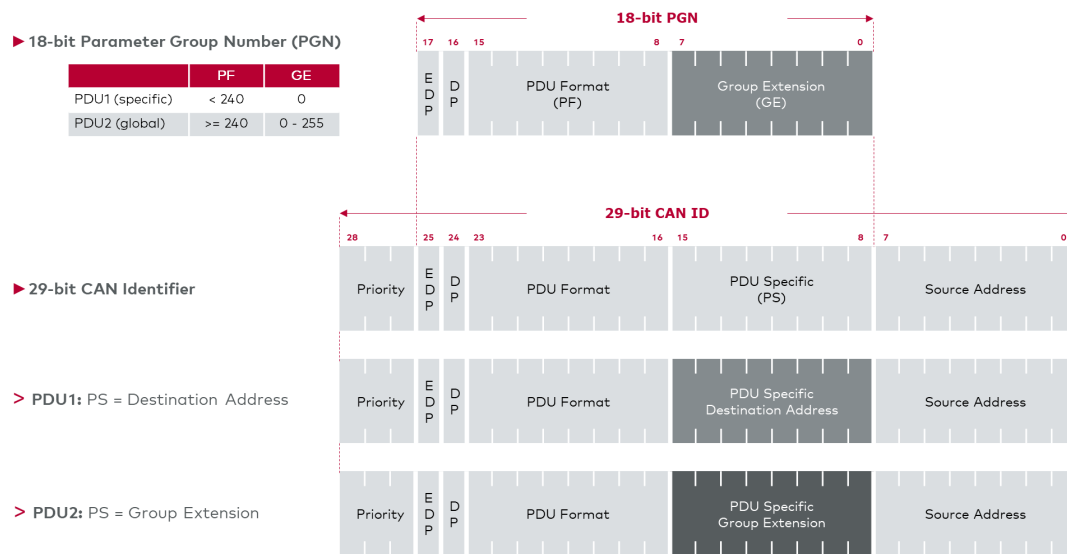 18-bit PGN
▶ 18-bit Parameter Group Number (PGN)
17 16 15 8 7 0
PF GE
PDU1 (specific) < 240 0
PDU2 (global) >= 240 0 - 255
E
D
P
D
P
PDU Format
(PF)
Group Extension
(GE)
29-bit CAN ID
28 25 24 23 16 15 8 7 0
▶ 29-bit CAN Identifier
Priority
E
D
P
D
P
PDU Format
PDU Specific
(PS)
Source Address
> PDU1: PS = Destination Address
Priority
E
D
P
D
P
PDU Format
PDU Specific
Destination Address
Source Address
> PDU2: PS = Group Extension
Priority
E
D
P
D
P
PDU Format
PDU Specific
Group Extension
Source Address